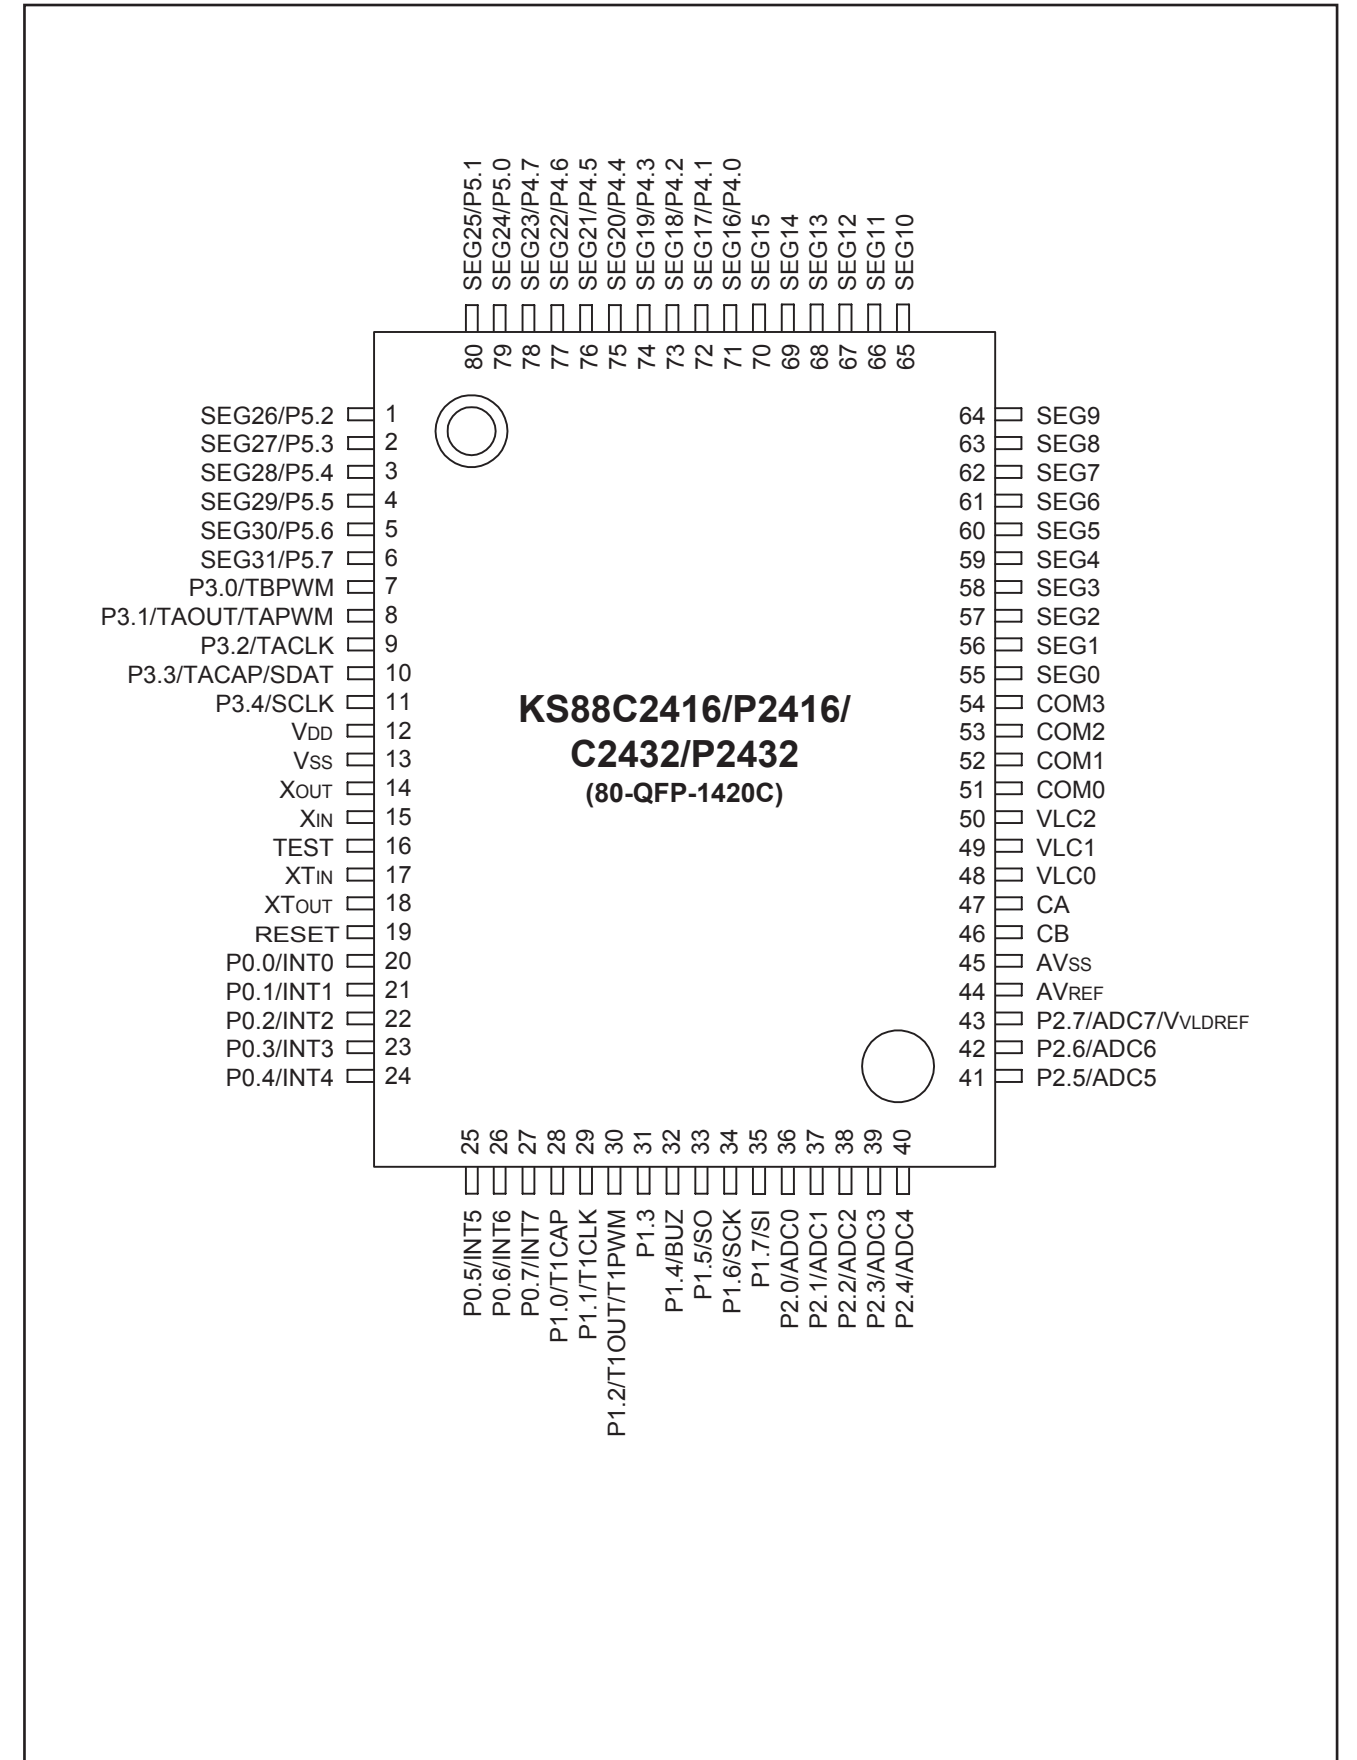 SEG25/P5.1
SEG24/P5.0
SEG23/P4.7
SEG22/P4.6
SEG21/P4.5
SEG20/P4.4
SEG19/P4.3
SEG18/P4.2
SEG17/P4.1
SEG16/P4.0
SEG15
SEG14
SEG13
SEG12
SEG11
SEG10
80
79
78
77
76
75
74
73
72
71
70
69
68
67
66
65
SEG26/P5.2 1
SEG27/P5.3 2
SEG28/P5.4 3
SEG29/P5.5 4
SEG30/P5.6 5
SEG31/P5.7 6
P3.0/TBPWM 7
P3.1/TAOUT/TAPWM 8
P3.2/TACLK 9
P3.3/TACAP/SDAT 10
P3.4/SCLK 11
VDD 12
VSS 13
XOUT 14
XIN 15
TEST 16
XTIN 17
XTOUT 18
RESET 19
P0.0/INT0 20
P0.1/INT1 21
P0.2/INT2 22
P0.3/INT3 23
P0.4/INT4 24
KS88C2416/P2416/
C2432/P2432
(80-QFP-1420C)
64 SEG9
63 SEG8
62 SEG7
61 SEG6
60 SEG5
59 SEG4
58 SEG3
57 SEG2
56 SEG1
55 SEG0
54 COM3
53 COM2
52 COM1
51 COM0
50 VLC2
49 VLC1
48 VLC0
47 CA
46 CB
45 AVSS
44 AVREF
43 P2.7/ADC7/VVLDREF
42 P2.6/ADC6
41 P2.5/ADC5
25
26
27
28
29
30
31
32
33
34
35
36
37
38
39
40
P0.5/INT5
P0.6/INT6
P0.7/INT7
P1.0/T1CAP
P1.1/T1CLK
P1.2/T1OUT/T1PWM
P1.3
P1.4/BUZ
P1.5/SO
P1.6/SCK
P1.7/SI
P2.0/ADC0
P2.1/ADC1
P2.2/ADC2
P2.3/ADC3
P2.4/ADC4